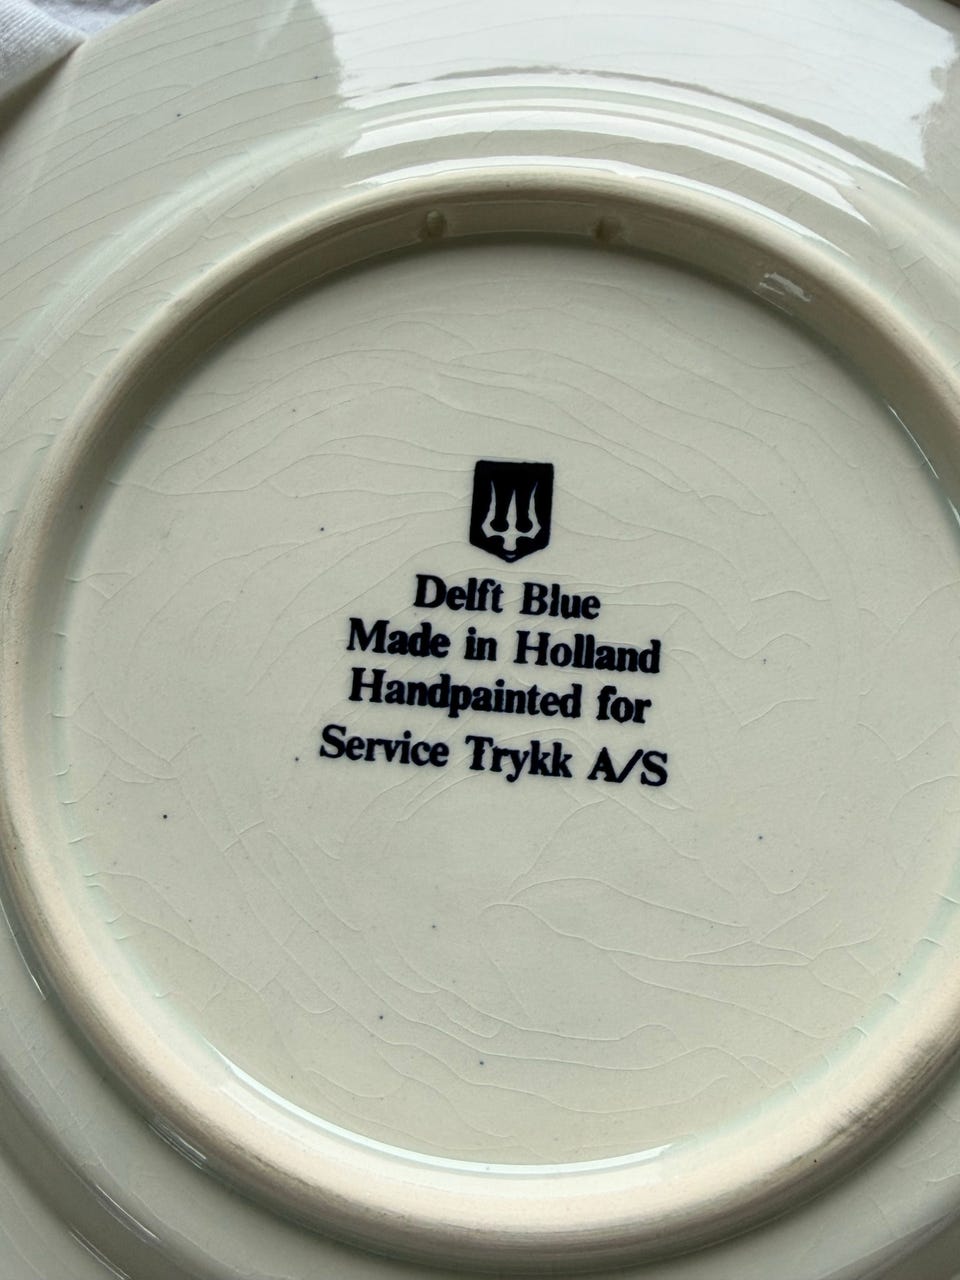 Delft Blue
Made in Holland
Handpainted for
Service Trykk A/S